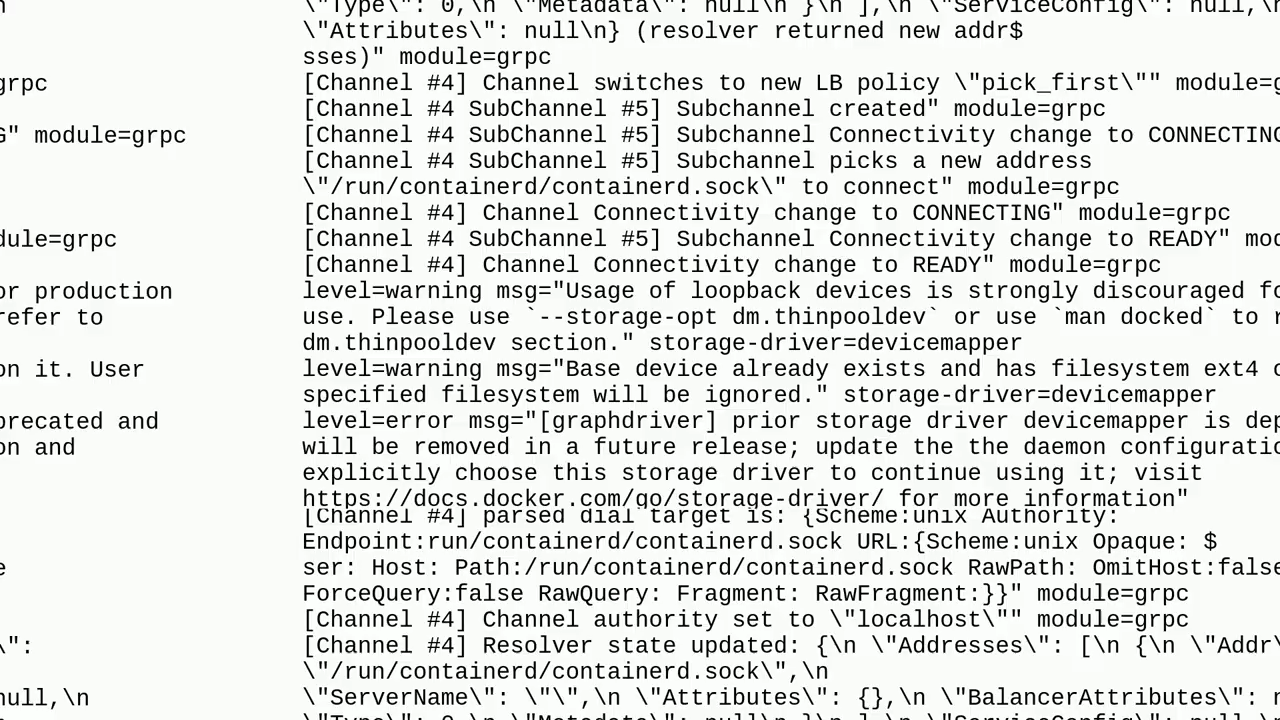 n \"Type\": 0,\n \"Metadata\": null\n }\n ],\n \"ServiceConfig\": null,\n
\"Attributes\": null\n} (resolver returned new addr$
sses)" module=grpc
grpc [Channel #4] Channel switches to new LB policy \"pick_first\"" module=g
[Channel #4 SubChannel #5] Subchannel created" module=grpc
G" module=grpc [Channel #4 SubChannel #5] Subchannel Connectivity change to CONNECTING
[Channel #4 SubChannel #5] Subchannel picks a new address
\"/run/containerd/containerd.sock\" to connect" module=grpc
[Channel #4] Channel Connectivity change to CONNECTING" module=grpc
dule=grpc [Channel #4 SubChannel #5] Subchannel Connectivity change to READY" mod
[Channel #4] Channel Connectivity change to READY" module=grpc
or production level=warning msg="Usage of loopback devices is strongly discouraged fo
refer to use. Please use `--storage-opt dm.thinpooldev` or use `man docked` to r
dm.thinpooldev section." storage-driver=devicemapper
on it. User level=warning msg="Base device already exists and has filesystem ext4 o
specified filesystem will be ignored." storage-driver=devicemapper
precated and level=error msg="[graphdriver] prior storage driver devicemapper is dep
on and will be removed in a future release; update the the daemon configuratio
explicitly choose this storage driver to continue using it; visit
https://docs.docker.com/go/storage-driver/ for more information"
[Channel #4] parsed dial target is: {Scheme:unix Authority:
Endpoint:run/containerd/containerd.sock URL:{Scheme:unix Opaque: $
e ser: Host: Path:/run/containerd/containerd.sock RawPath: OmitHost:false
ForceQuery:false RawQuery: Fragment: RawFragment:}}" module=grpc
[Channel #4] Channel authority set to \"localhost\"" module=grpc
\": [Channel #4] Resolver state updated: {\n \"Addresses\": [\n {\n \"Addr\
\"/run/containerd/containerd.sock\",\n
null,\n \"ServerName\": \"\",\n \"Attributes\": {},\n \"BalancerAttributes\": n
\"Type\": 0,\n \"Metadata\": null\n }\n ],\n \"ServiceConfig\": null,\n